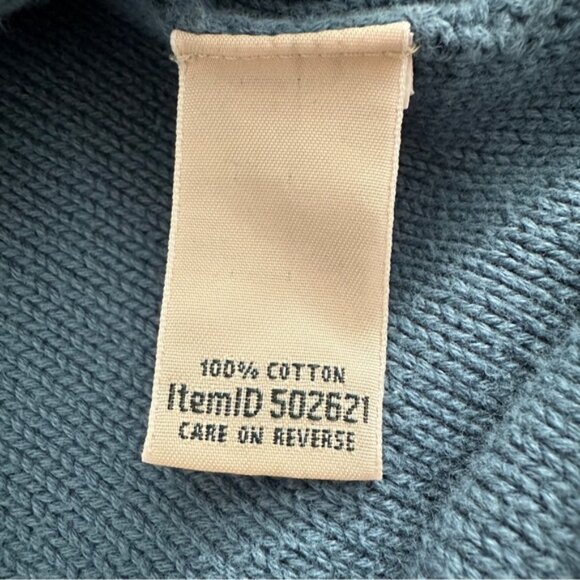 100% COTTON
ItemID 502621
CARE ON REVERSE